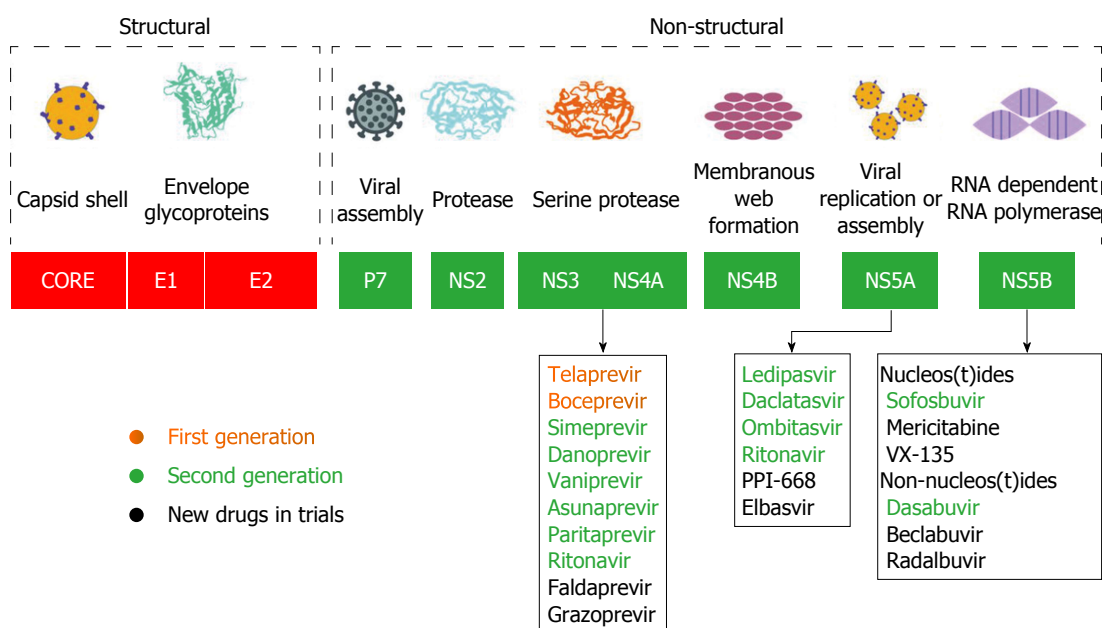 Structural
Non-structural
Capsid shell
Envelope
glycoproteins
Viral
assembly
Protease
Serine protease
Membranous
web
formation
Viral
replication or
assembly
RNA dependent
RNA polymerase
CORE
E1
E2
P7
NS2
NS3
NS4A
NS4B
NS5A
NS5B
First generation
Second generation
New drugs in trials
Telaprevir
Boceprevir
Simeprevir
Danoprevir
Vaniprevir
Asunaprevir
Paritaprevir
Ritonavir
Faldaprevir
Grazoprevir
Ledipasvir
Daclatasvir
Ombitasvir
Ritonavir
PPI-668
Elbasvir
Nucleos(t)ides
Sofosbuvir
Mericitabine
VX-135
Non-nucleos(t)ides
Dasabuvir
Beclabuvir
Radalbuvir